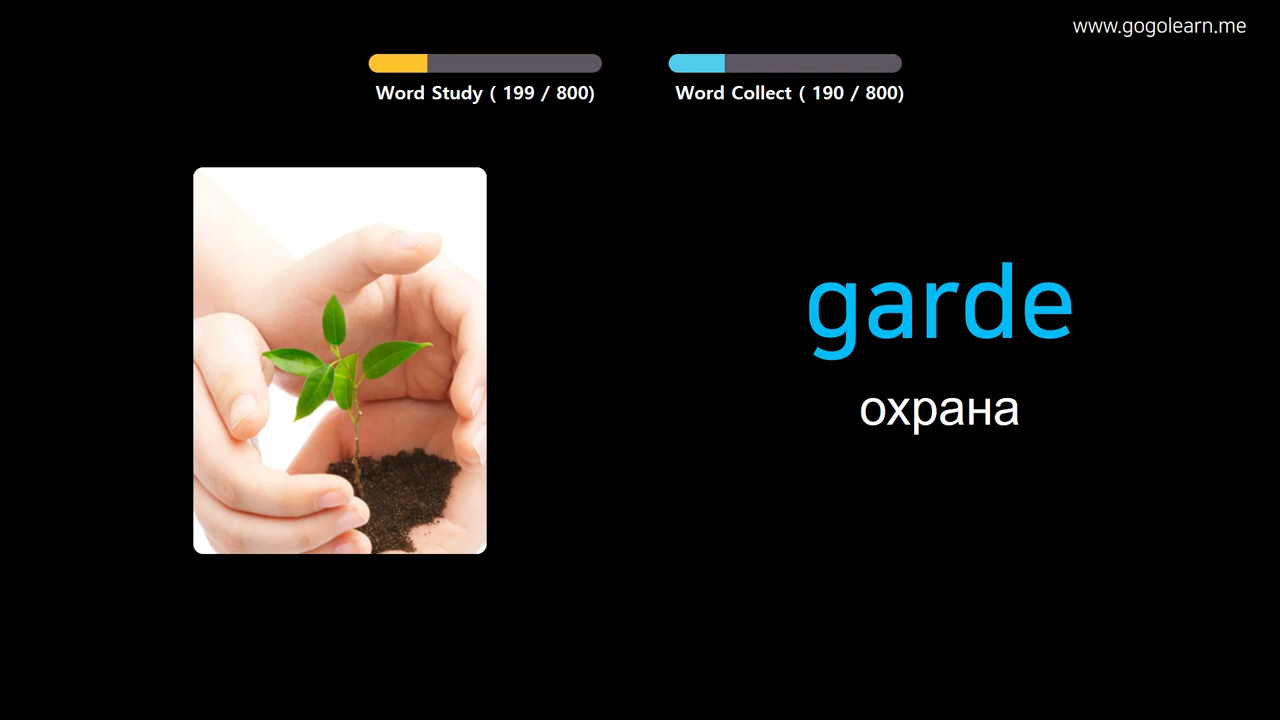 www.gogolearn.me
Word Study ( 199 / 800)
Word Collect ( 190 / 800)
garde
охрана